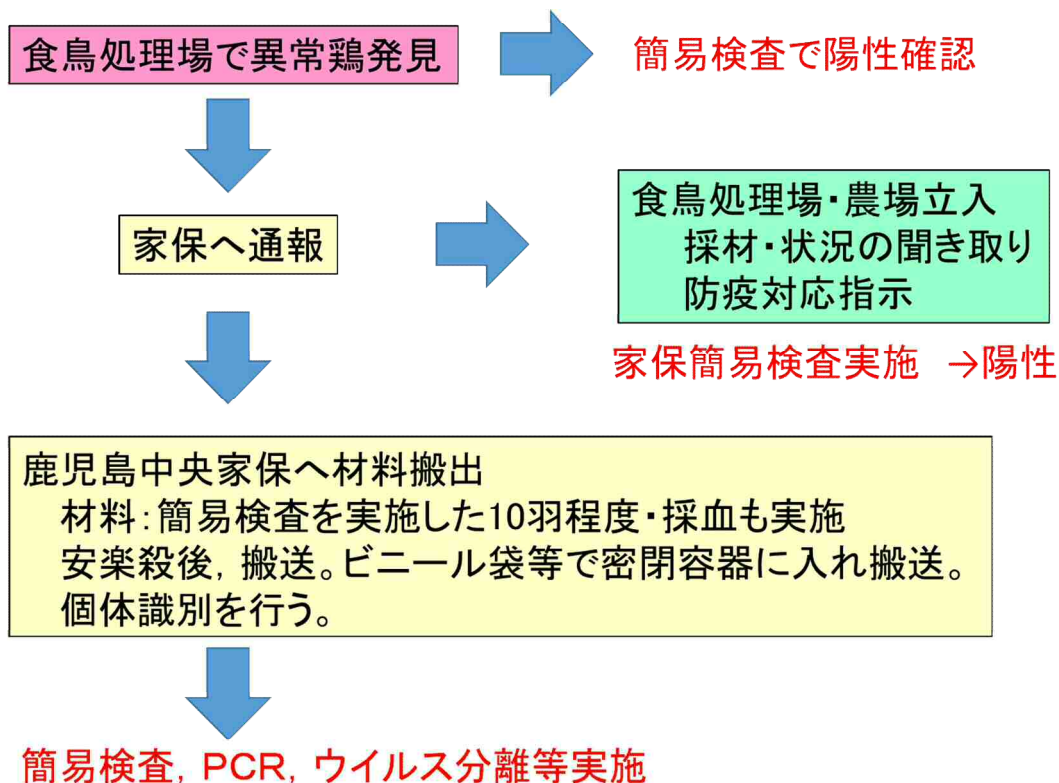 食鳥処理場で異常鶏発見
簡易検査で陽性確認
家保へ通報
食鳥処理場・農場立入
採材・状況の聞き取り
防疫対応指示
家保簡易検査実施 →陽性
鹿児島中央家保へ材料搬出
材料：簡易検査を実施した10羽程度・採血も実施
安楽殺後，搬送。ビニール袋等で密閉容器に入れ搬送。
個体識別を行う。
簡易検査，PCR，ウイルス分離等実施